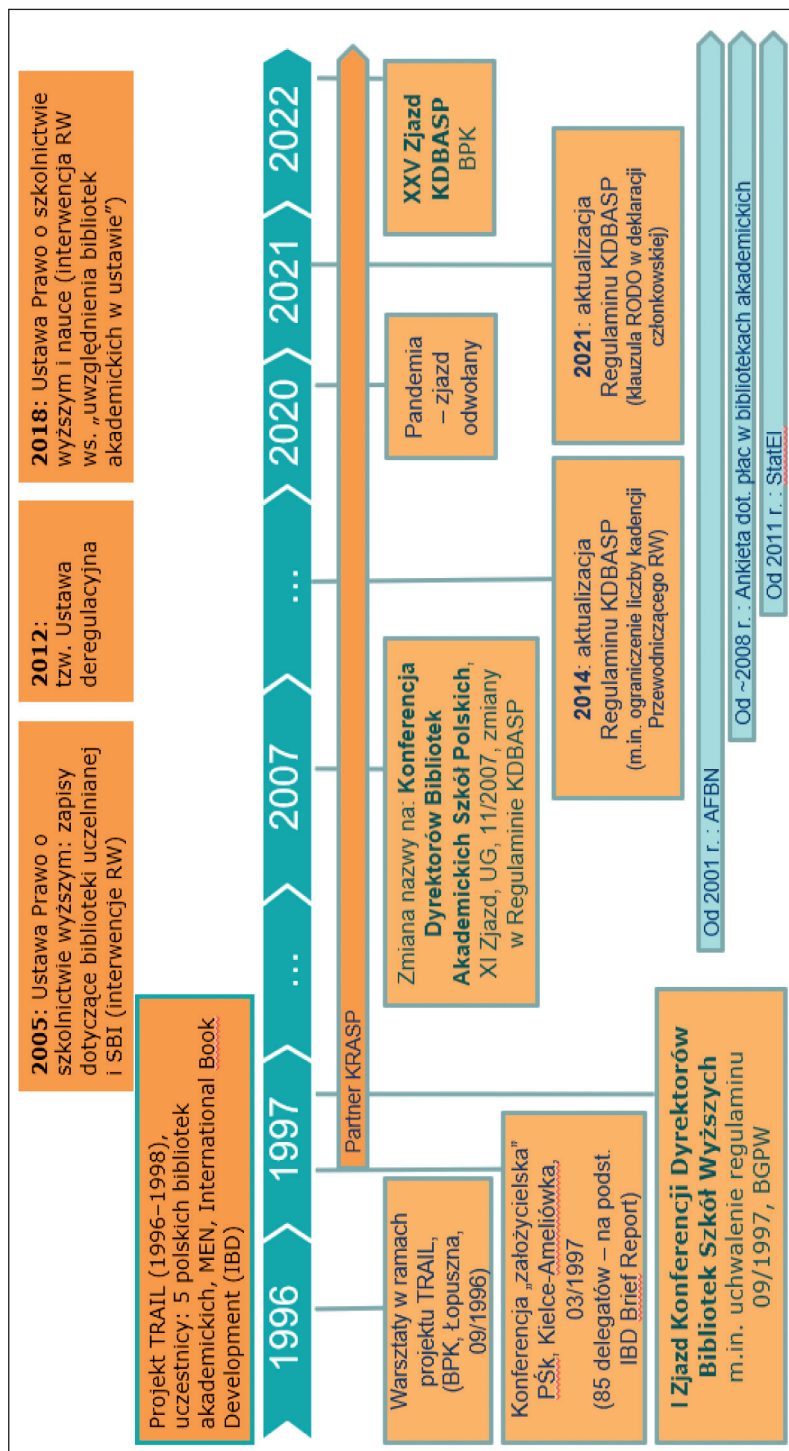 2005: Ustawa Prawo o
szkolnictwie wyższym: zapisy
dotyczące biblioteki uczelnianej
i SBI (interwencje RW)
2012:
tzw. Ustawa
deregulacyjna
2018: Ustawa Prawo o szkolnictwie
wyższym i nauce (interwencja RW
ws. „uwzględnienia bibliotek
akademickich w ustawie”)
Projekt TRAIL (1996–1998),
uczestnicy: 5 polskich bibliotek
akademickich, MEN, International Book
Development (IBD)
1996
1997
...
2007
...
2020
2021
2022
Partner KRASP
Warsztaty w ramach
projektu TRAIL,
(BPK, Łopuszna,
09/1996)
Konferencja „założycielska”
PŚk, Kielce-Ameliówka,
03/1997
(85 delegatów – na podst.
IBD Brief Report)
I Zjazd Konferencji Dyrektorów
Bibliotek Szkół Wyższych
m.in. uchwalenie regulaminu
09/1997, BGPW
Zmiana nazwy na: Konferencja
Dyrektorów Bibliotek
Akademickich Szkół Polskich,
XI Zjazd, UG, 11/2007, zmiany
w Regulaminie KDBASP
2014: aktualizacja
Regulaminu KDBASP
(m.in. ograniczenie liczby kadencji
Przewodniczącego RW)
Pandemia
– zjazd
odwołany
2021: aktualizacja
Regulaminu KDBASP
(klauzula RODO w deklaracji
członkowskiej)
XXV Zjazd
KDBASP
BPK
Od 2001 r. : AFBN
Od ~2008 r. : Ankieta dot. płac w bibliotekach akademickich
Od 2011 r. : StatEl